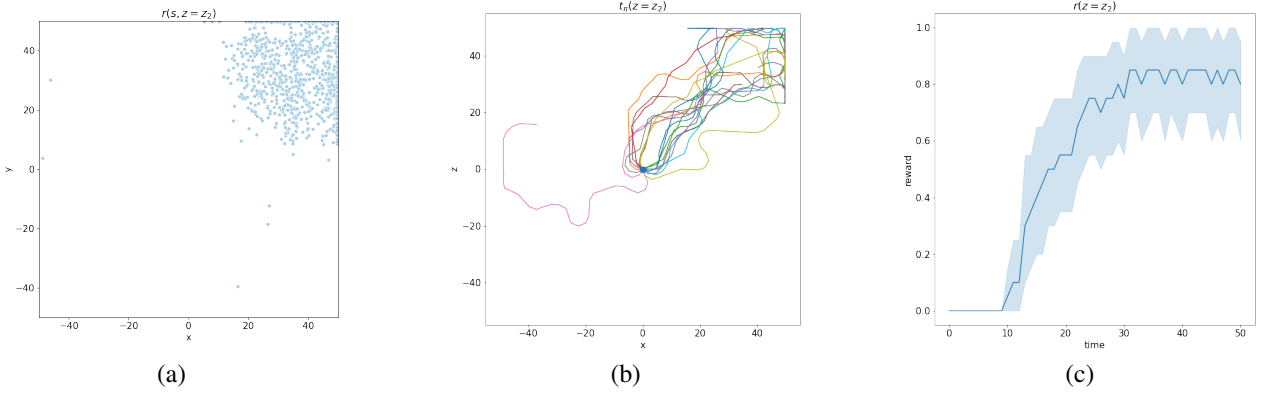 r(s, z = z₂)
40
20
0
−20
−40
y
−40 −20 0 20 40
x
(a)
tπ(z = z₂)
40
20
0
−20
−40
z
−40 −20 0 20 40
x
(b)
r(z = z₂)
1.0
0.8
0.6
0.4
0.2
0.0
reward
0 10 20 30 40 50
time
(c)